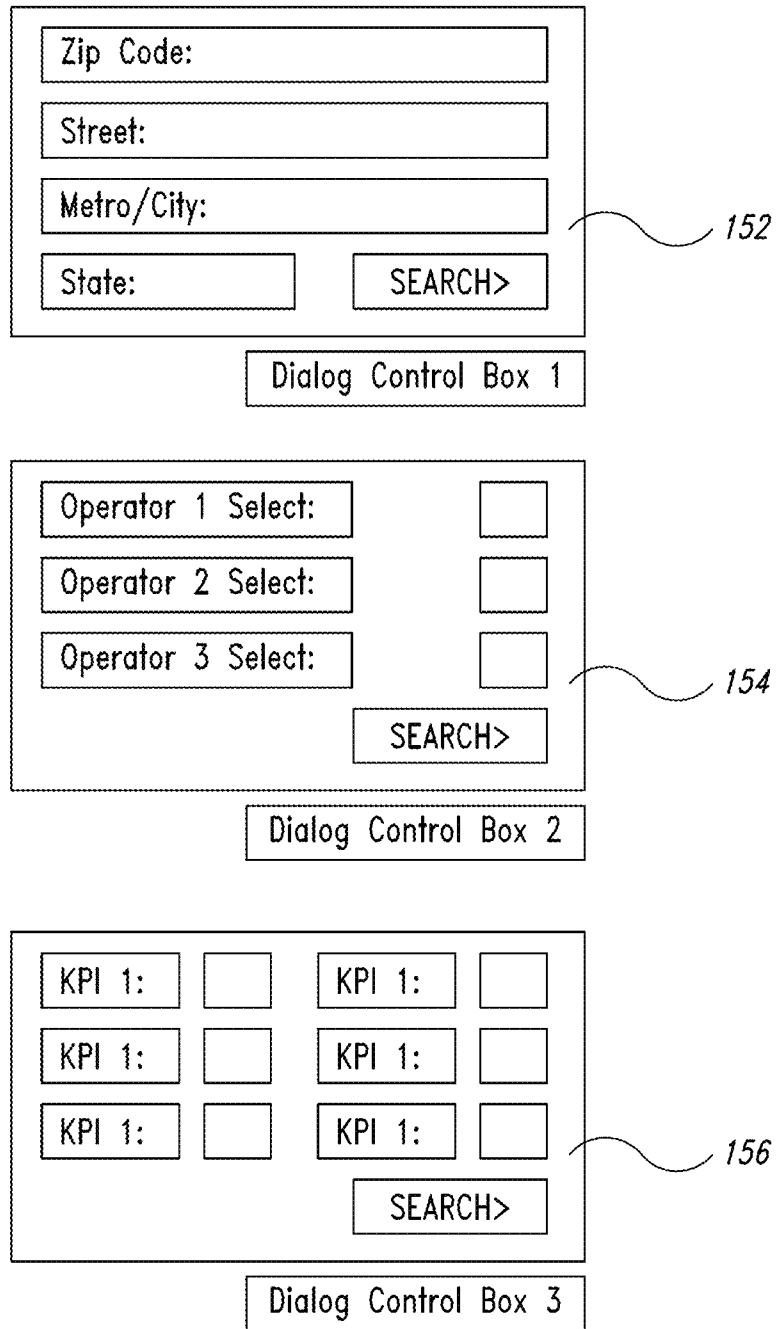 Zip Code:
Street:
Metro/City:
152
State: SEARCH>
Dialog Control Box 1
Operator 1 Select:
Operator 2 Select:
Operator 3 Select:
154
SEARCH>
Dialog Control Box 2
KPI 1: KPI 1:
KPI 1: KPI 1:
KPI 1: KPI 1:
156
SEARCH>
Dialog Control Box 3